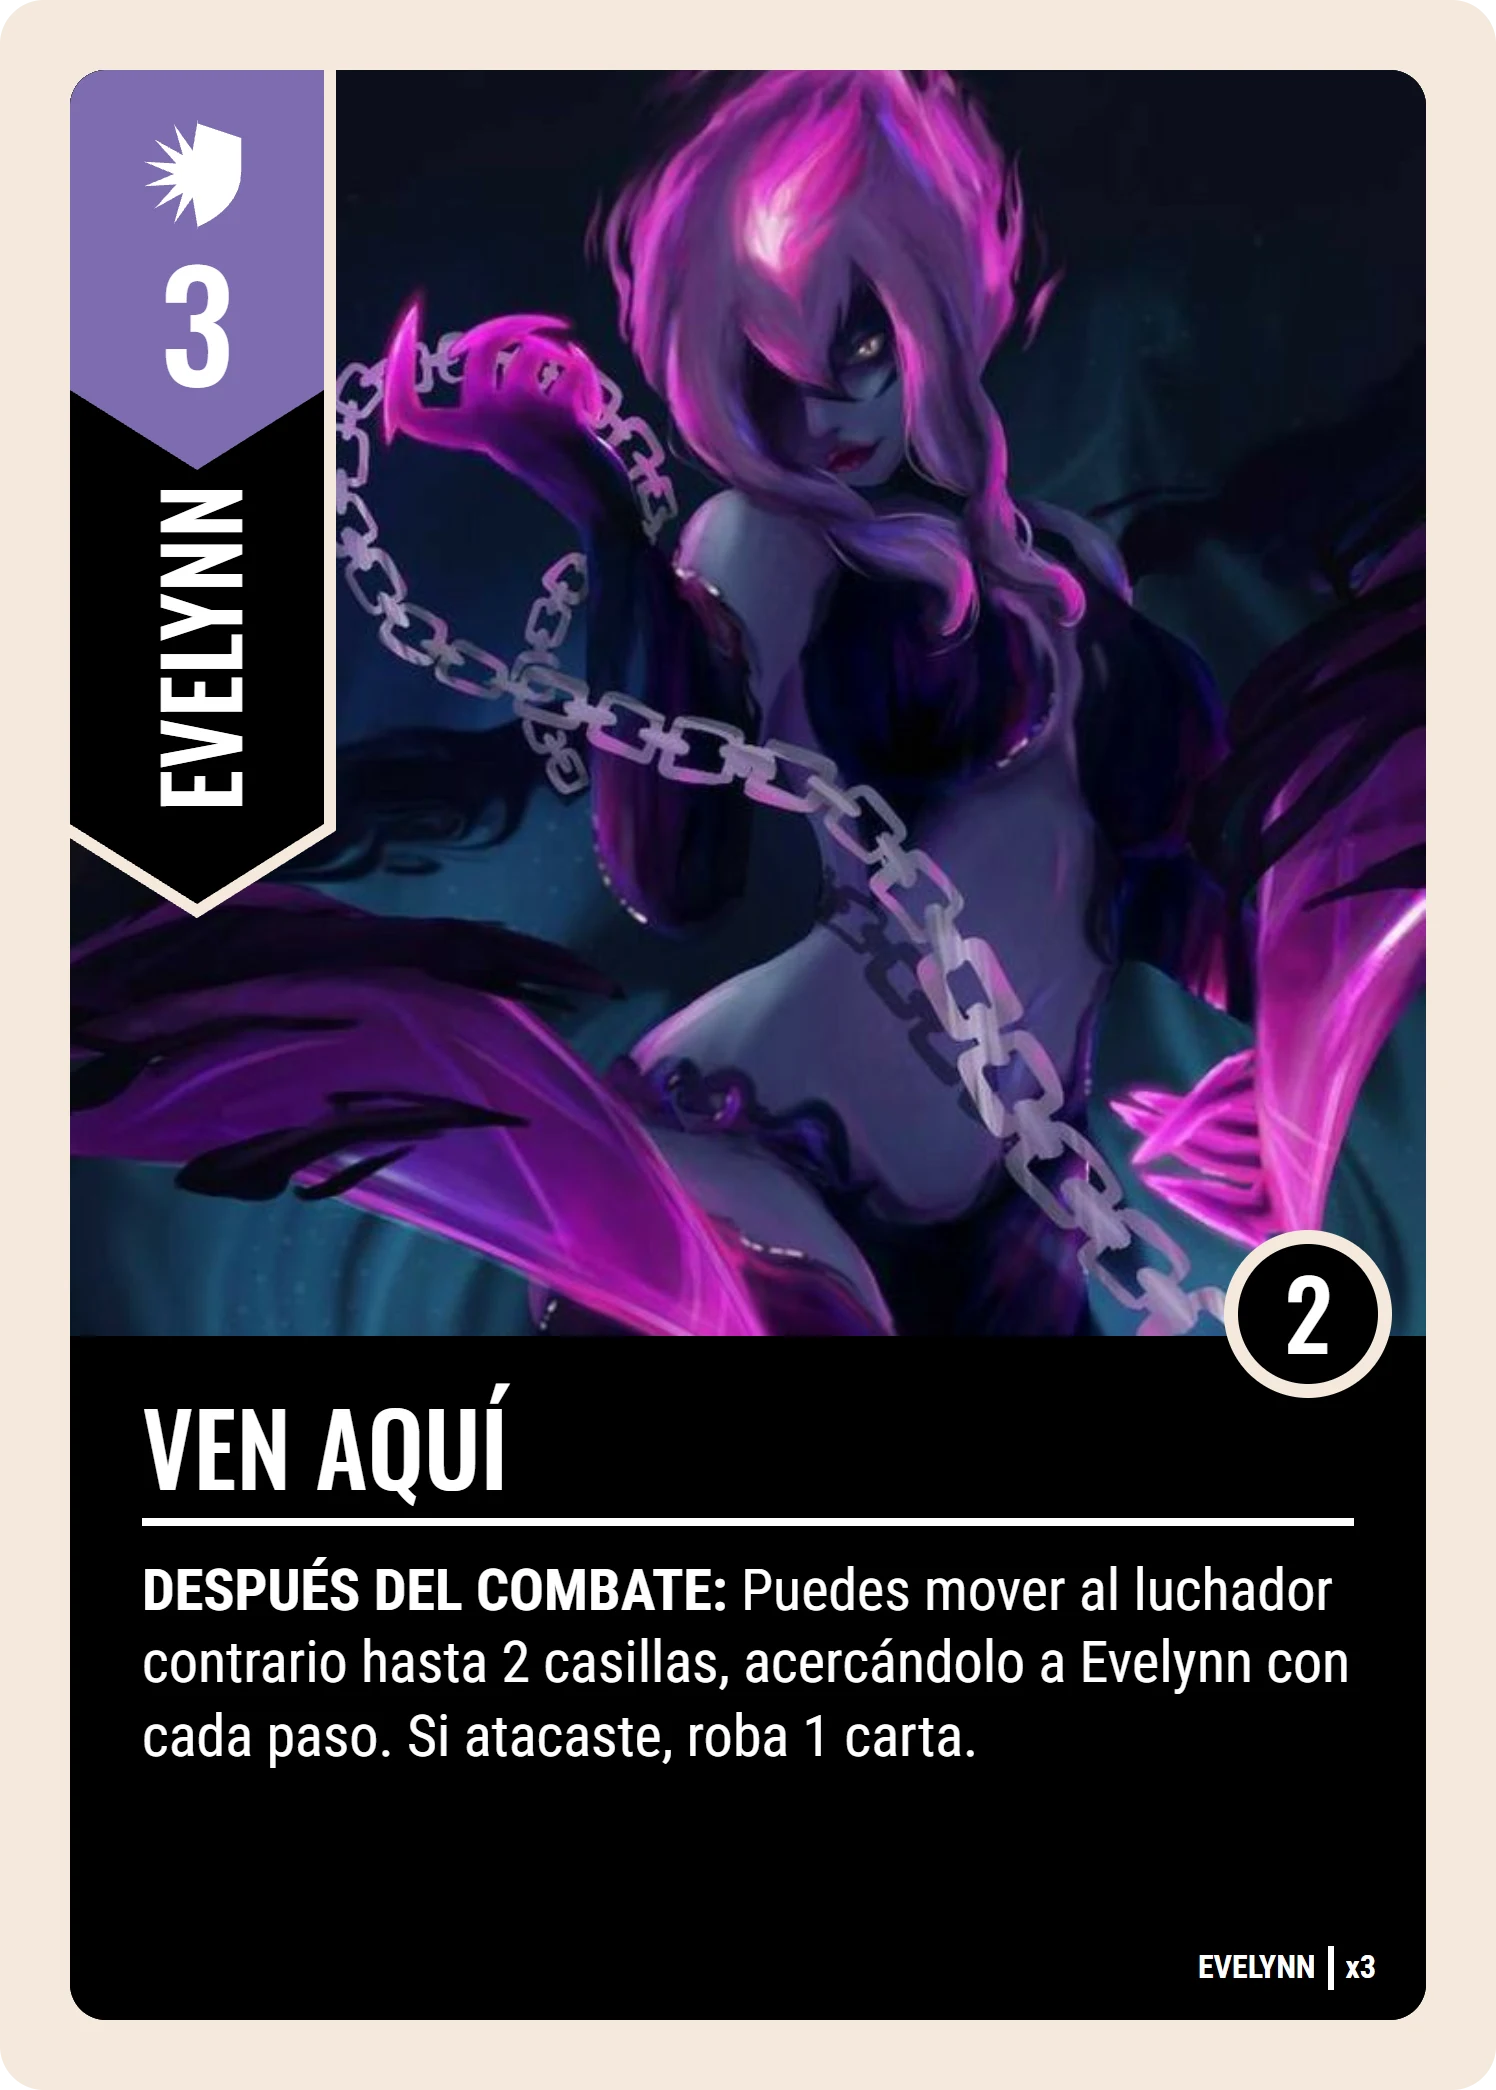 3
EVELYNN
2
VEN AQUÍ
DESPUÉS DEL COMBATE: Puedes mover al luchador
contrario hasta 2 casillas, acercándolo a Evelynn con
cada paso. Si atacaste, roba 1 carta.
EVELYNN | x3